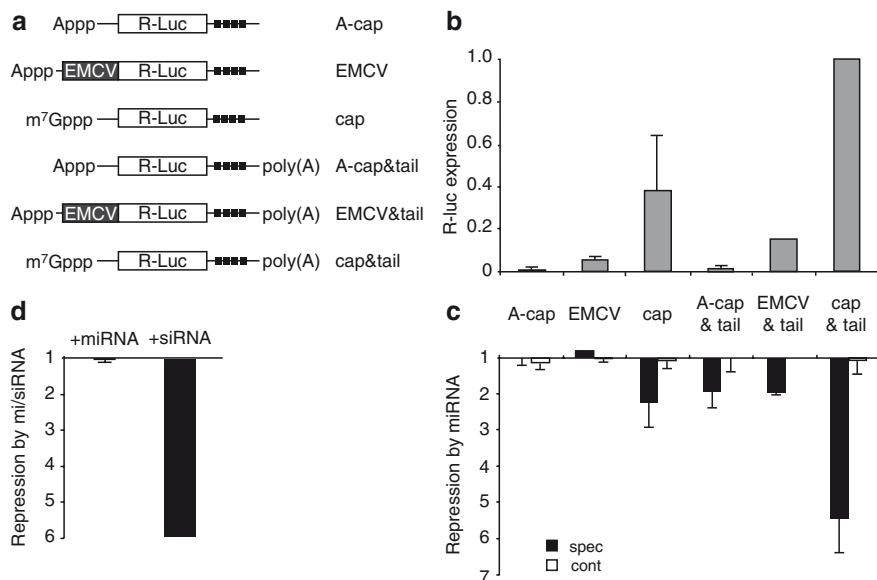 a
Appp R-Luc A-cap
Appp EMCV R-Luc EMCV
m⁷Gppp R-Luc cap
Appp R-Luc poly(A) A-cap&tail
Appp EMCV R-Luc poly(A) EMCV&tail
m⁷Gppp R-Luc poly(A) cap&tail
b
R-luc expression
1.0
0.8
0.6
0.4
0.2
0
c
A-cap
EMCV
cap
A-cap
& tail
EMCV
& tail
cap
& tail
Repression by miRNA
1
2
3
4
5
6
7
spec
cont
d
+miRNA
+siRNA
Repression by mi/siRNA
1
2
3
4
5
6